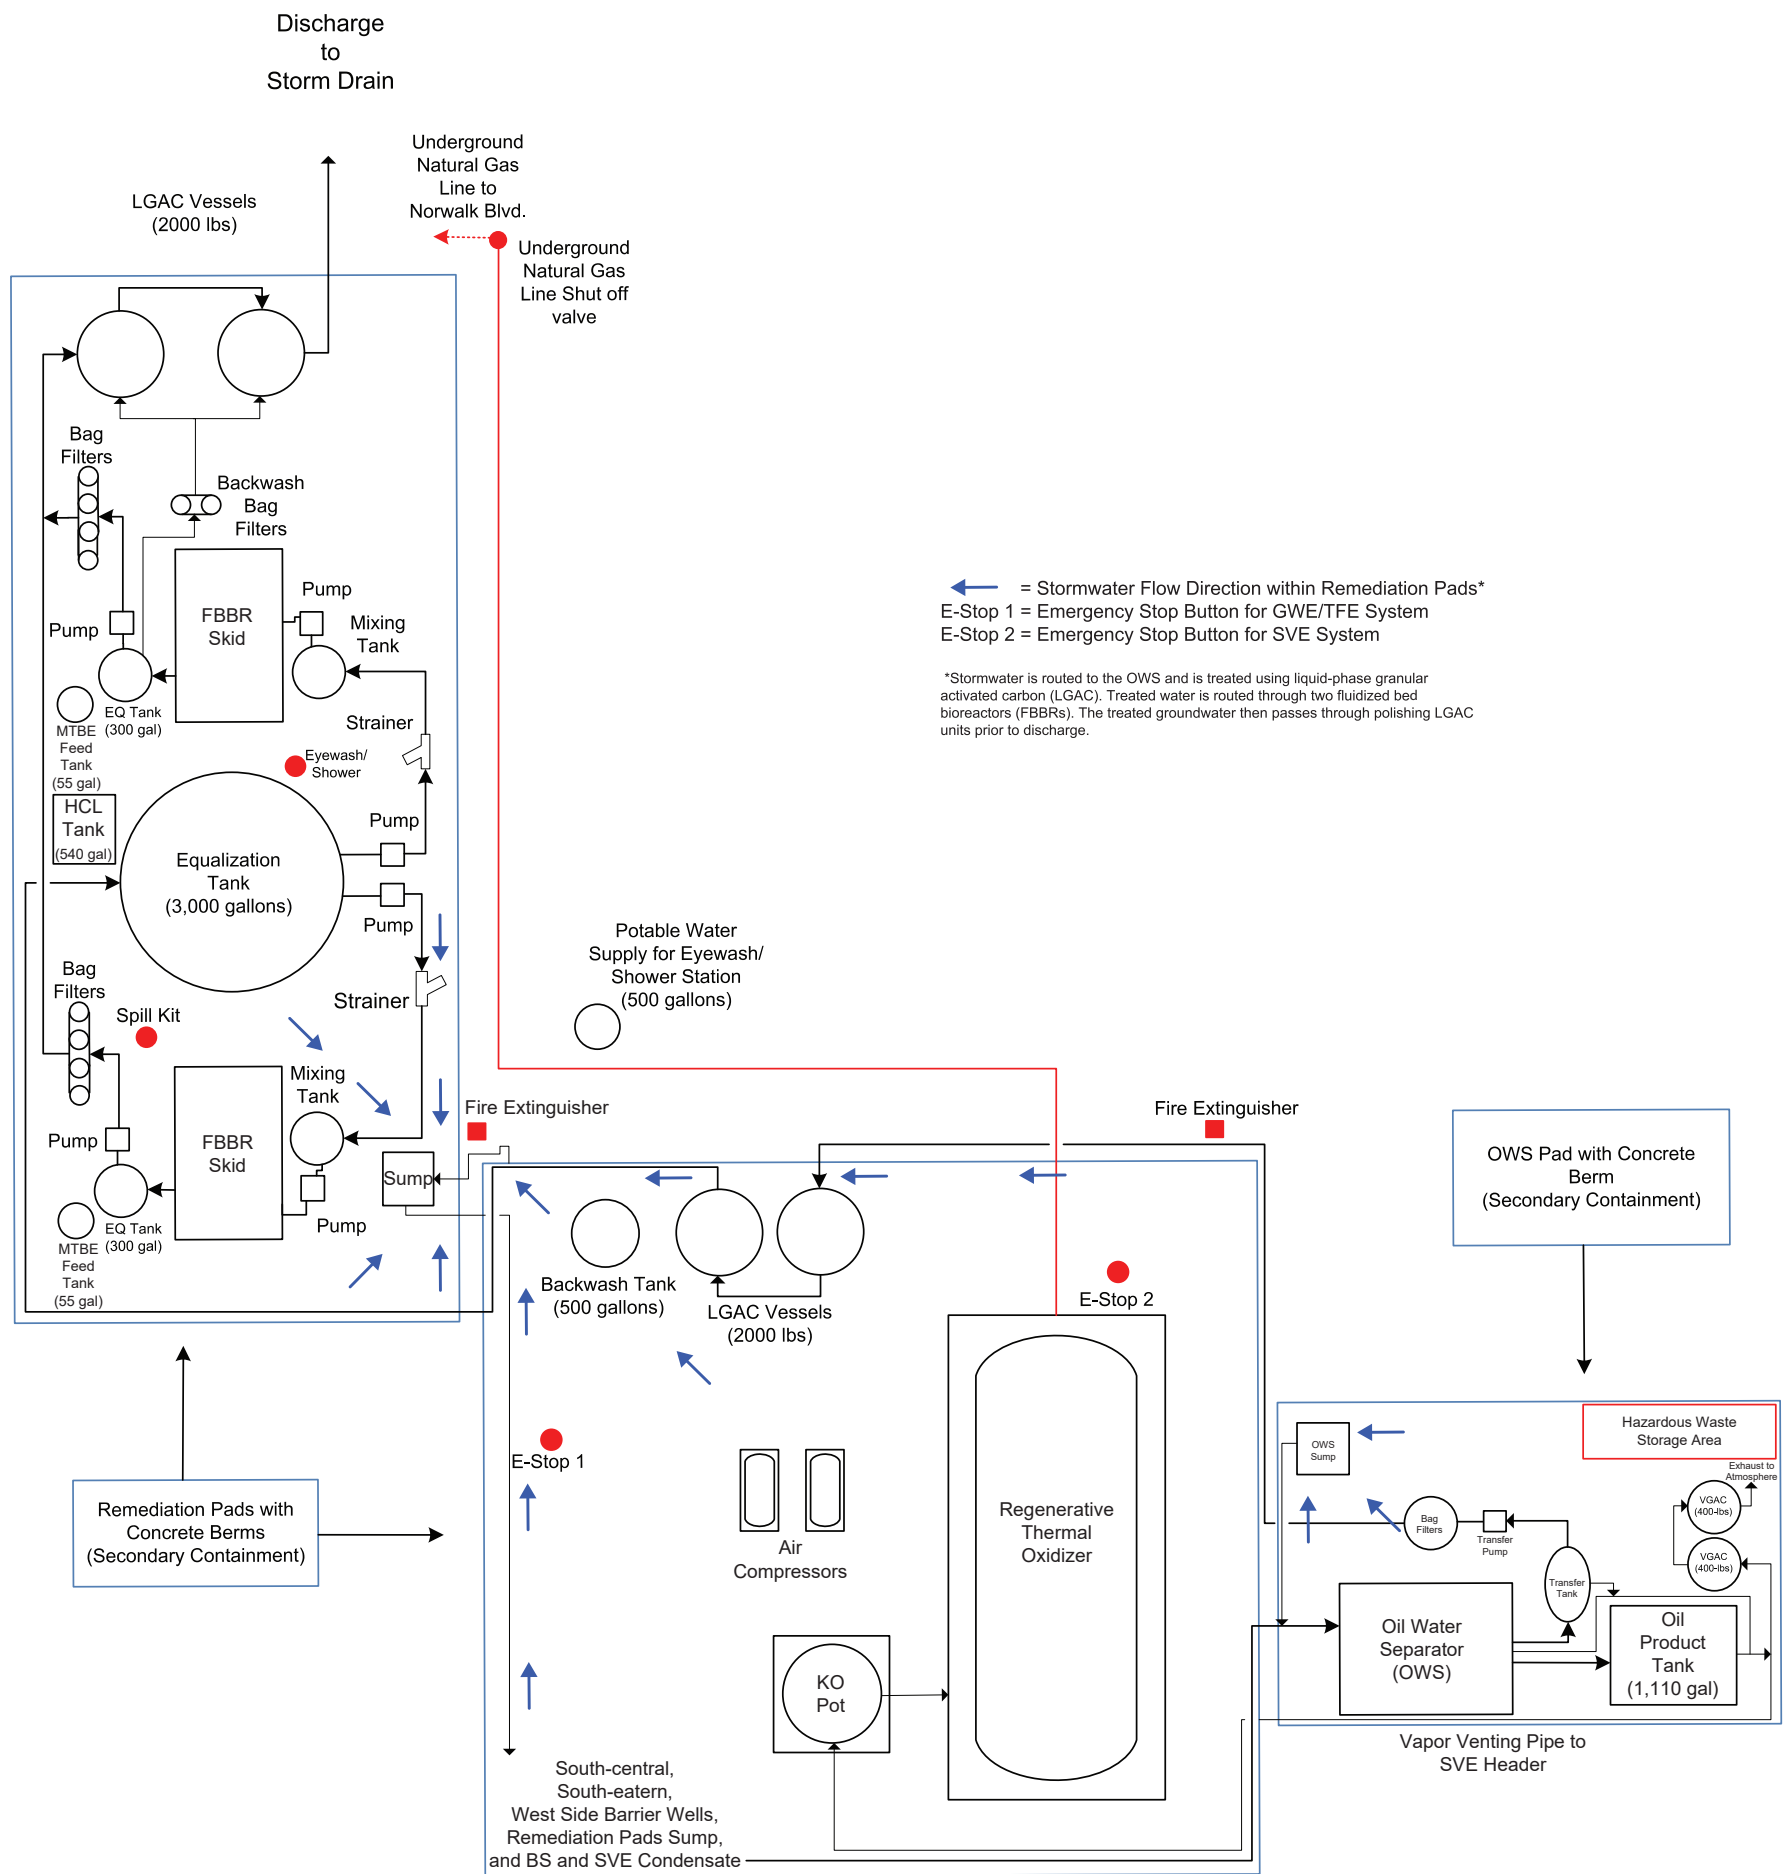 Discharge
to
Storm Drain
Underground
Natural Gas
Line to
Norwalk Blvd.
LGAC Vessels
(2000 lbs)
Underground
Natural Gas
Line Shut off
valve
Bag
Filters
Backwash
Bag
Filters
Pump
FBBR
Skid
Pump
Mixing
Tank
EQ Tank
(300 gal)
MTBE
Feed
Tank
(55 gal)
Strainer
Eyewash/
Shower
HCL
Tank
(540 gal)
Pump
Equalization
Tank
(3,000 gallons)
Pump
Strainer
Bag
Filters
Spill Kit
Mixing
Tank
Pump
FBBR
Skid
Pump
EQ Tank
(300 gal)
MTBE
Feed
Tank
(55 gal)
Sump
= Stormwater Flow Direction within Remediation Pads*
E-Stop 1 = Emergency Stop Button for GWE/TFE System
E-Stop 2 = Emergency Stop Button for SVE System
*Stormwater is routed to the OWS and is treated using liquid-phase granular
activated carbon (LGAC). Treated water is routed through two fluidized bed
bioreactors (FBBRs). The treated groundwater then passes through polishing LGAC
units prior to discharge.
Potable Water
Supply for Eyewash/
Shower Station
(500 gallons)
Fire Extinguisher
Fire Extinguisher
OWS Pad with Concrete
Berm
(Secondary Containment)
Backwash Tank
(500 gallons)
LGAC Vessels
(2000 lbs)
E-Stop 2
E-Stop 1
Air
Compressors
Regenerative
Thermal
Oxidizer
KO
Pot
Remediation Pads with
Concrete Berms
(Secondary Containment)
South-central,
South-eatern,
West Side Barrier Wells,
Remediation Pads Sump,
and BS and SVE Condensate
OWS
Sump
Hazardous Waste
Storage Area
Exhaust to
Atmosphere
VGAC
(400-lbs)
Bag
Filters
Transfer
Pump
VGAC
(400-lbs)
Transfer
Tank
Oil Water
Separator
(OWS)
Oil
Product
Tank
(1,110 gal)
Vapor Venting Pipe to
SVE Header